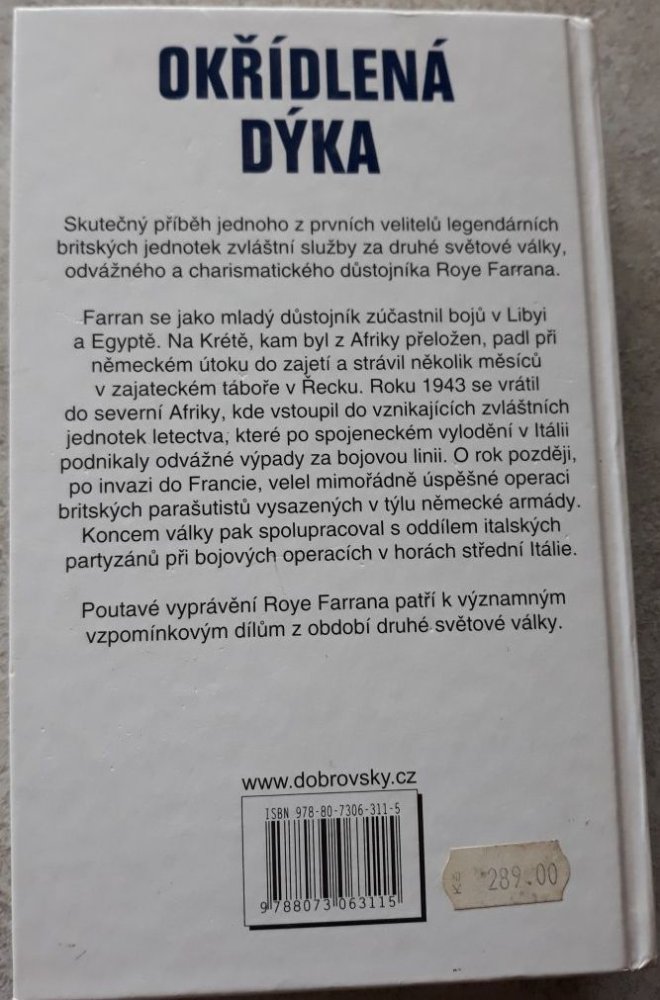 OKŘÍDLENÁ
DÝKA
Skutečný příběh jednoho z prvních velitelů legendárních
britských jednotek zvláštní služby za druhé světové války,
odvážného a charismatického důstojníka Roye Farrana.
Farran se jako mladý důstojník zúčastnil bojů v Libyi
a Egyptě. Na Krétě, kam byl z Afriky přeložen, padl při
německém útoku do zajetí a strávil několik měsíců
v zajateckém táboře v Řecku. Roku 1943 se vrátil
do severní Afriky, kde vstoupil do vznikajících zvláštních
jednotek letectva, které po spojeneckém vylodění v Itálii
podnikaly odvážné výpady za bojovou linii. O rok později,
po invazi do Francie, velel mimořádně úspěšné operaci
britských parašutistů vysazených v týlu německé armády.
Koncem války pak spolupracoval s oddílem italských
partyzánů při bojových operacích v horách střední Itálie.
Poutavé vyprávění Roye Farrana patří k významným
vzpomínkovým dílům z období druhé světové války.
www.dobrovsky.cz
ISBN 978-80-7306-311-5
9 788073 063115
Kč *289.00